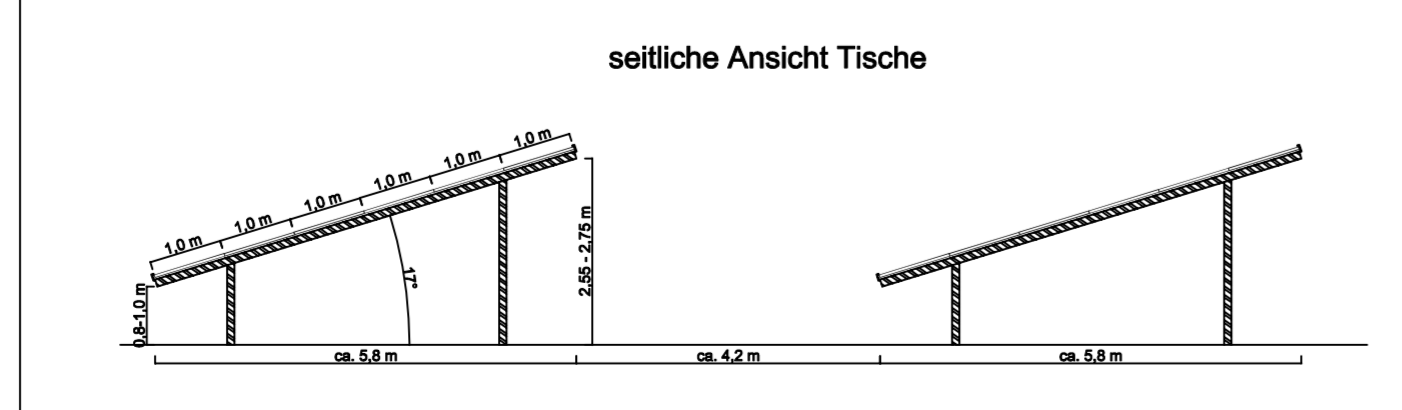 seitliche Ansicht Tische
1,0 m
1,0 m
1,0 m
1,0 m
1,0 m
1,0 m
17°
0,8-1,0 m
2,55 - 2,75 m
ca. 5,8 m
ca. 4,2 m
ca. 5,8 m